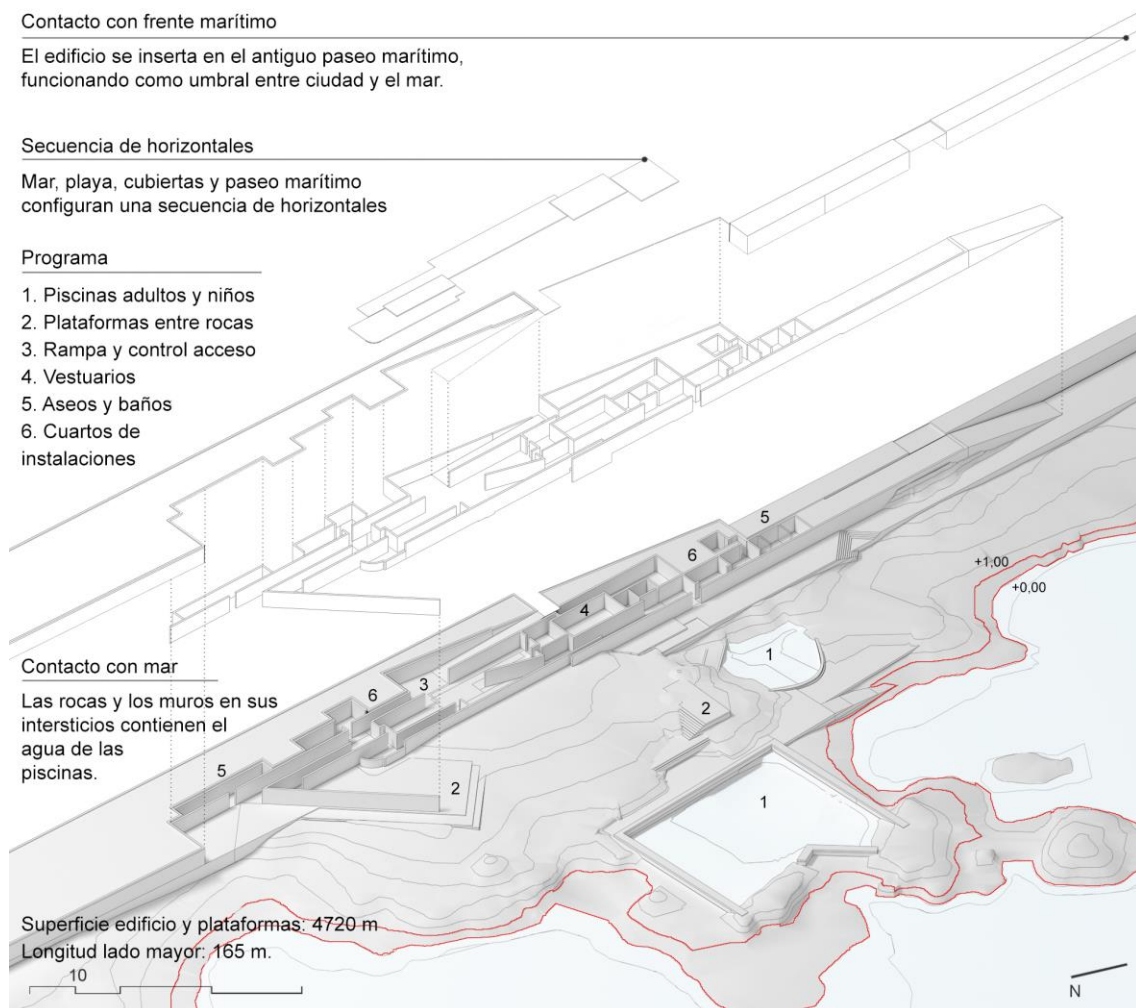 Contacto con frente marítimo
El edificio se inserta en el antiguo paseo marítimo,
funcionando como umbral entre ciudad y el mar.
Secuencia de horizontales
Mar, playa, cubiertas y paseo marítimo
configuran una secuencia de horizontales
Programa
1. Piscinas adultos y niños
2. Plataformas entre rocas
3. Rampa y control acceso
4. Vestuarios
5. Aseos y baños
6. Cuartos de
instalaciones
5
6
+1,00
+0,00
4
1
Contacto con mar
3
6
2
Las rocas y los muros en sus
intersticios contienen el
agua de las
piscinas.
5
2
1
Superficie edificio y plataformas: 4720 m
Longitud lado mayor: 165 m.
10
N